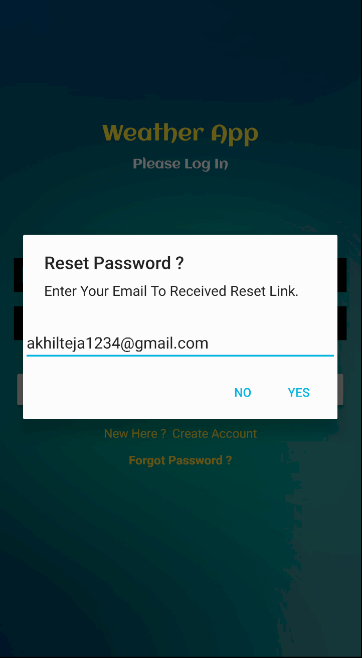 Weather App
Please Log In
Reset Password ?
Enter Your Email To Received Reset Link.
akhilteja1234@gmail.com
NO YES
New Here ? Create Account
Forgot Password ?